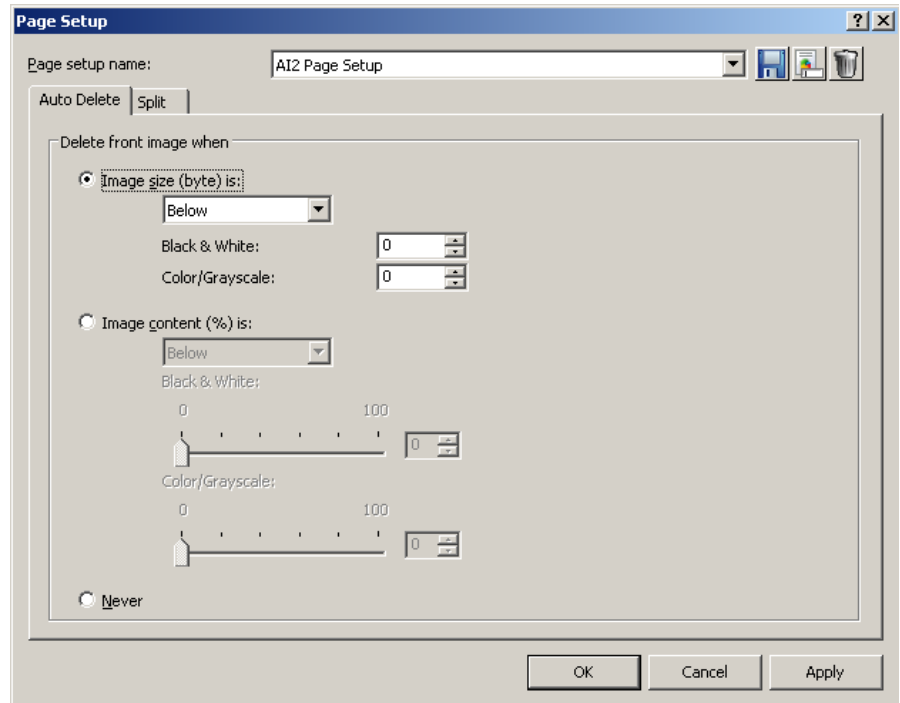 Page Setup
Page setup name: AI2 Page Setup
Auto Delete Split
Delete front image when
Image size (byte) is:
Below
Black & White: 0
Color/Grayscale: 0
Image content (%) is:
Below
Black & White:
0 100
0
Color/Grayscale:
0 100
0
Never
OK Cancel Apply